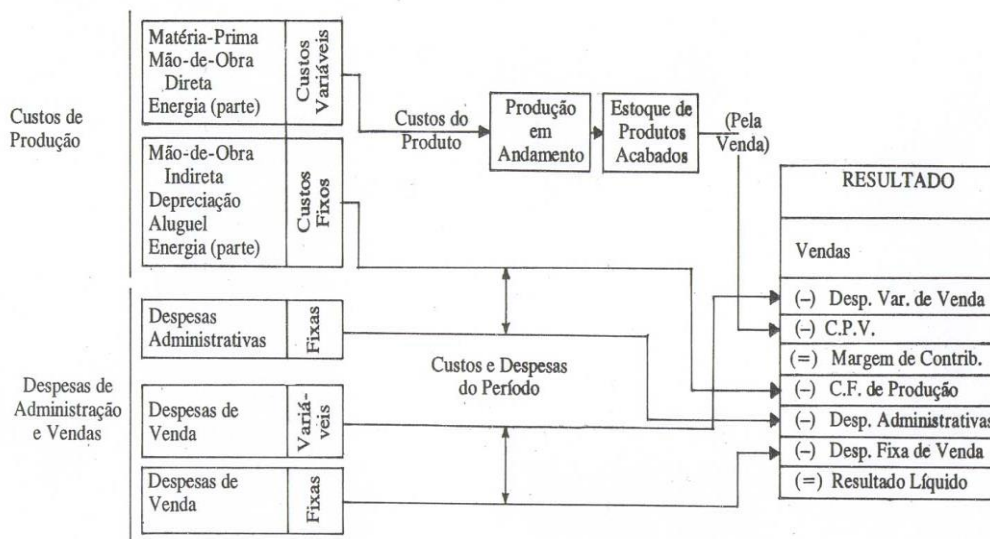 Custos de
Produção
Matéria-Prima
Mão-de-Obra
Direta
Energia (parte)
Custos
Variáveis
Mão-de-Obra
Indireta
Depreciação
Aluguel
Energia (parte)
Custos
Fixos
Custos do
Produto
Produção
em
Andamento
Estoque de
Produtos
Acabados
(Pela
Venda)
Despesas de
Administração
e Vendas
Despesas
Administrativas
Fixas
Despesas de
Venda
Variá-
veis
Despesas de
Venda
Fixas
Custos e Despesas
do Período
RESULTADO
Vendas
(–) Desp. Var. de Venda
(–) C.P.V.
(=) Margem de Contrib.
(–) C.F. de Produção
(–) Desp. Administrativas
(–) Desp. Fixa de Venda
(=) Resultado Líquido